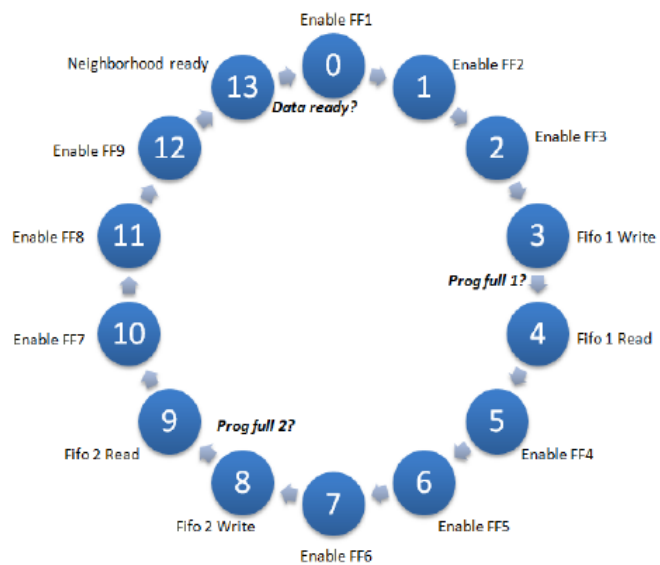 Enable FF1
0
Enable FF2
1
Enable FF3
2
Fifo 1 Write
3
Prog full 1?
Fifo 1 Read
4
Enable FF4
5
Enable FF5
6
Enable FF6
7
Fifo 2 Write
8
Prog full 2?
Fifo 2 Read
9
Enable FF7
10
Enable FF8
11
Enable FF9
12
Neighborhood ready
13
Data ready?